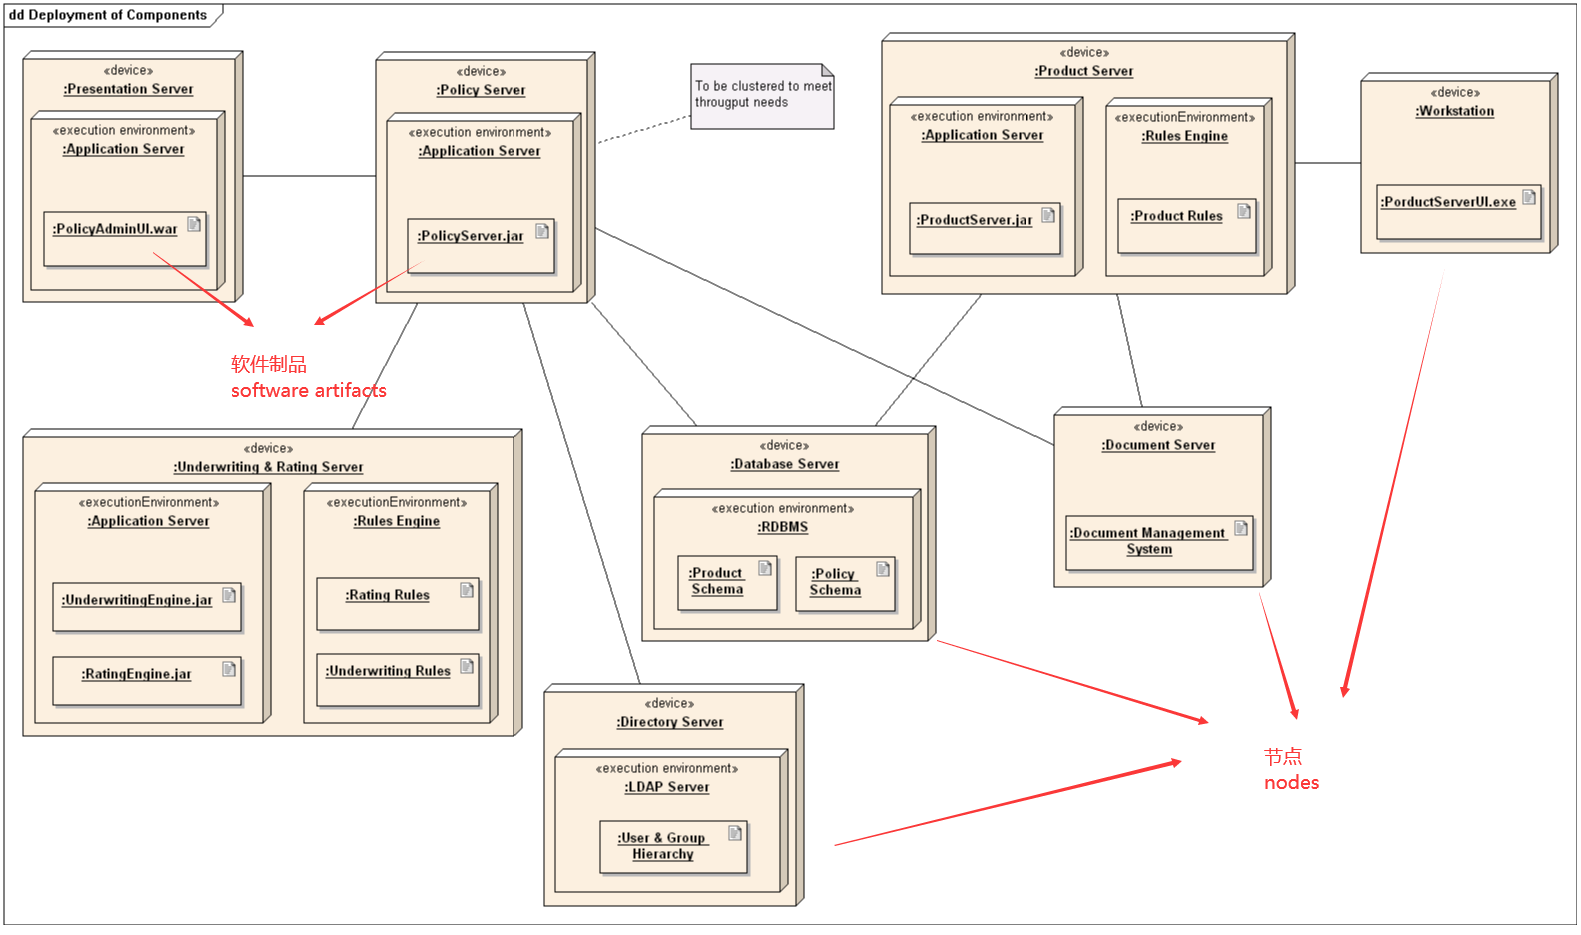 dd Deployment of Components
«device»
:Presentation Server
«execution environment»
:Application Server
:PolicyAdminUI.war
«device»
:Policy Server
«execution environment»
:Application Server
:PolicyServer.jar
To be clustered to meet
througput needs
«device»
:Product Server
«execution environment»
:Application Server
:ProductServer.jar
«executionEnvironment»
:Rules Engine
:Product Rules
«device»
:Workstation
:PorductServerUI.exe
软件制品
software artifacts
«device»
:Underwriting & Rating Server
«executionEnvironment»
:Application Server
:UnderwritingEngine.jar
:RatingEngine.jar
«executionEnvironment»
:Rules Engine
:Rating Rules
:Underwriting Rules
«device»
:Database Server
«execution environment»
:RDBMS
:Product
Schema
:Policy
Schema
«device»
:Document Server
:Document Management
System
«device»
:Directory Server
«execution environment»
:LDAP Server
:User & Group
Hierarchy
节点
nodes